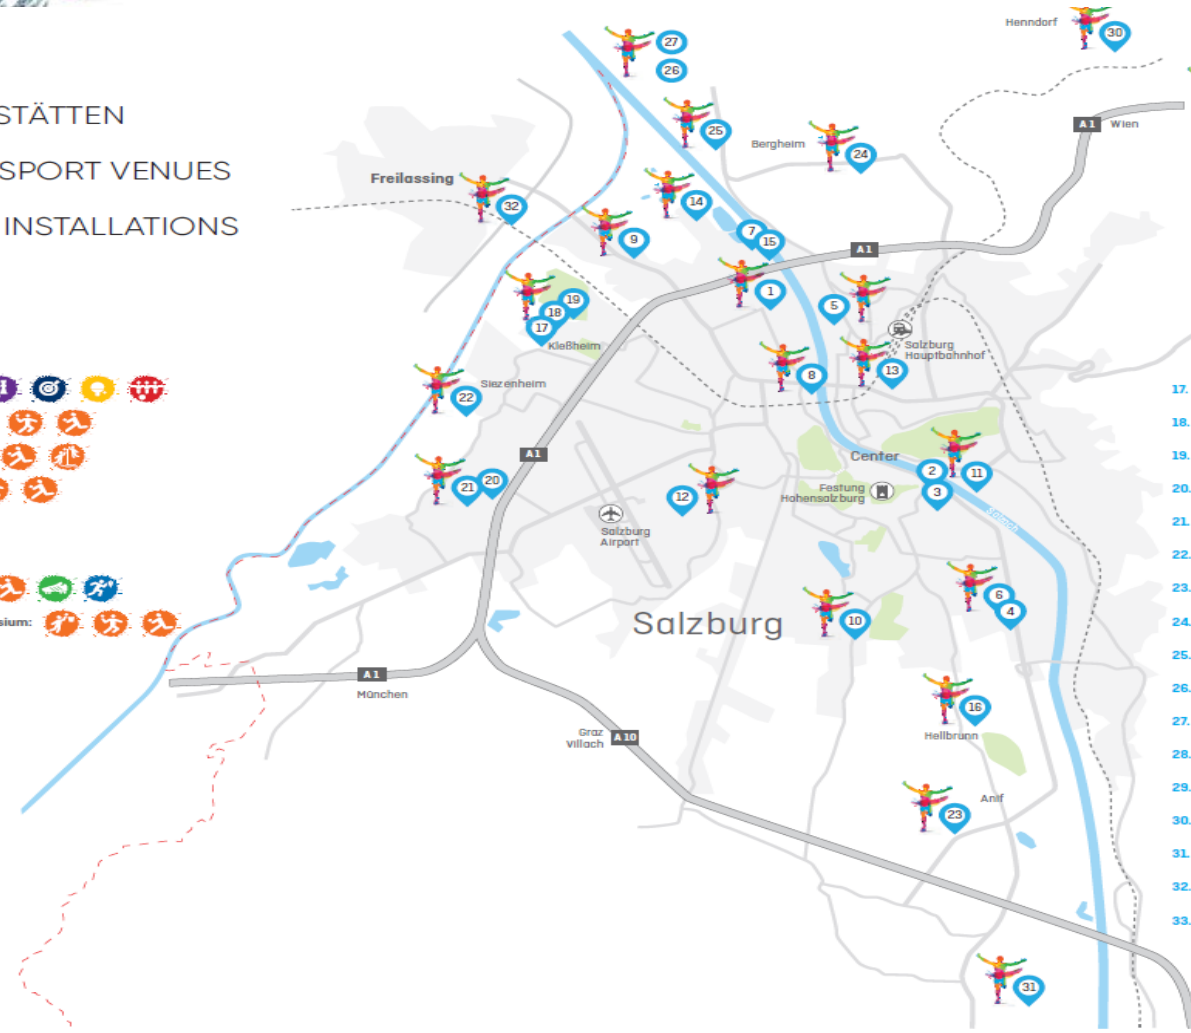 STÄTTEN
SPORT VENUES
INSTALLATIONS
sium:
Henndorf
30
27
26
25
Bergheim
24
A1 Wien
Freilassing
32
14
9
7
15
A1
1
5
19
18
17
Kleßheim
Salzburg
Hauptbahnhof
8
13
Siezenheim
22
A1
Center
2
11
3
Festung
Hohensalzburg
Salzach
21
20
12
Salzburg
Airport
6
4
Salzburg
10
A1
München
16
Hellbrunn
Graz
Villach
A10
Anif
23
31
17.
18.
19.
20.
21.
22.
23.
24.
25.
26.
27.
28.
29.
30.
31.
32.
33.